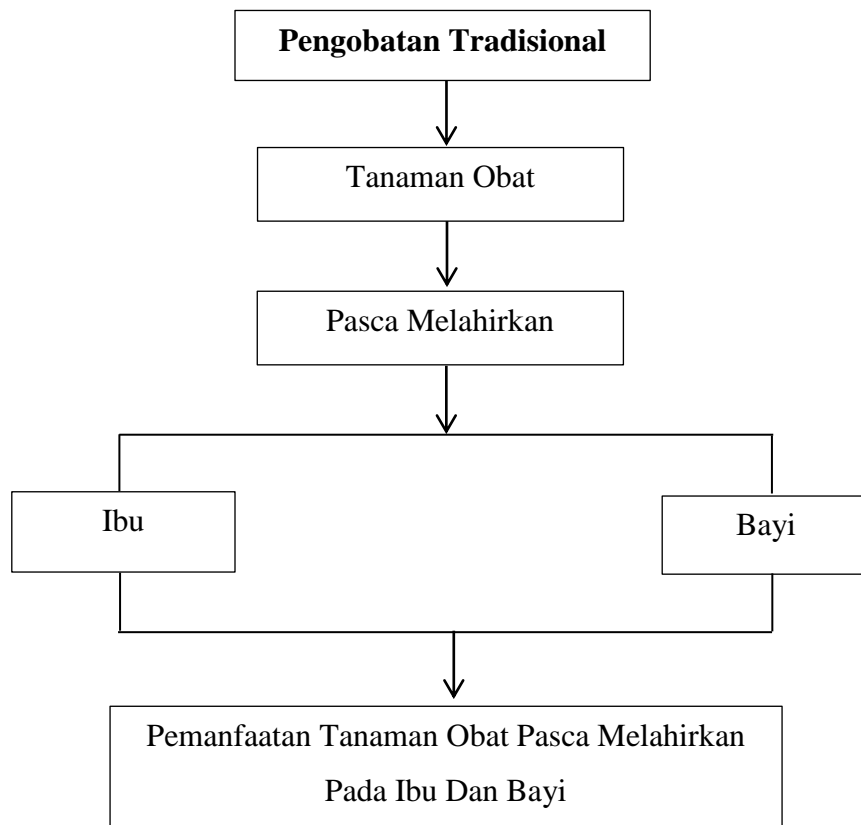 Pengobatan Tradisional
Tanaman Obat
Pasca Melahirkan
Ibu
Bayi
Pemanfaatan Tanaman Obat Pasca Melahirkan
Pada Ibu Dan Bayi